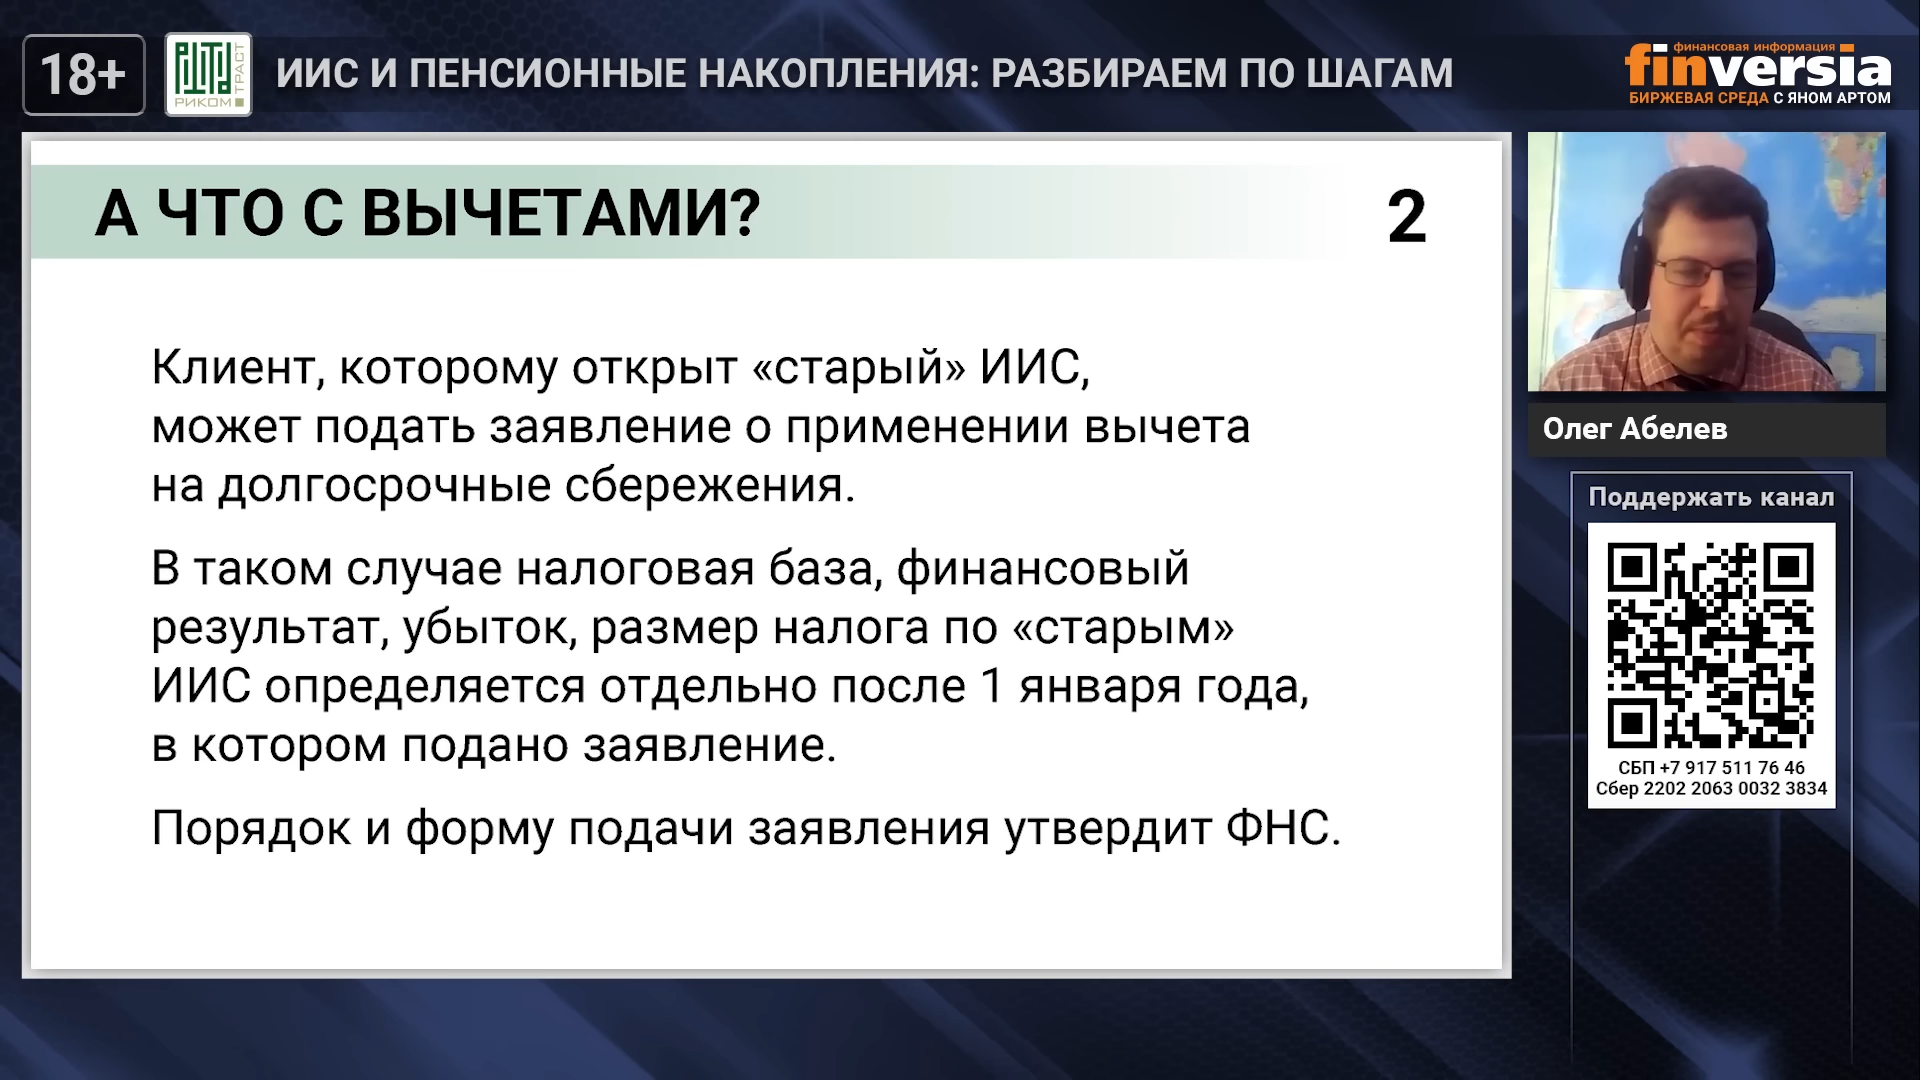 18+
РИКОМ
ТРАСТ
ИИС И ПЕНСИОННЫЕ НАКОПЛЕНИЯ: РАЗБИРАЕМ ПО ШАГАМ
финансовая информация
finversia
БИРЖЕВАЯ СРЕДА С ЯНОМ АРТОМ
А ЧТО С ВЫЧЕТАМИ?
2
Клиент, которому открыт «старый» ИИС,
может подать заявление о применении вычета
на долгосрочные сбережения.
В таком случае налоговая база, финансовый
результат, убыток, размер налога по «старым»
ИИС определяется отдельно после 1 января года,
в котором подано заявление.
Порядок и форму подачи заявления утвердит ФНС.
Олег Абелев
Поддержать канал
СБП +7 917 511 76 46
Сбер 2202 2063 0032 3834